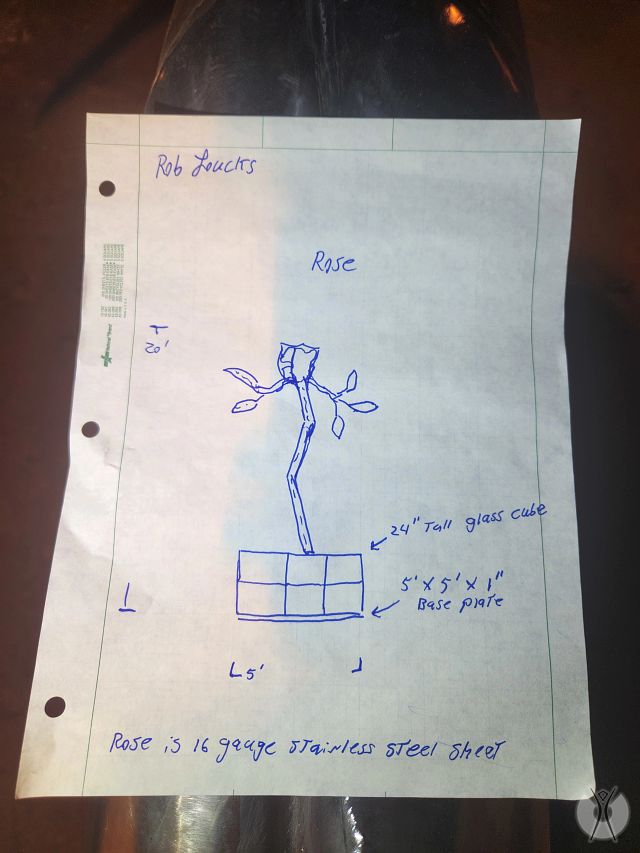 Rob Loucks
Rose
20'
24" Tall glass cube
5' x 5' x 1"
Base plate
5'
Rose is 16 gauge stainless steel sheet